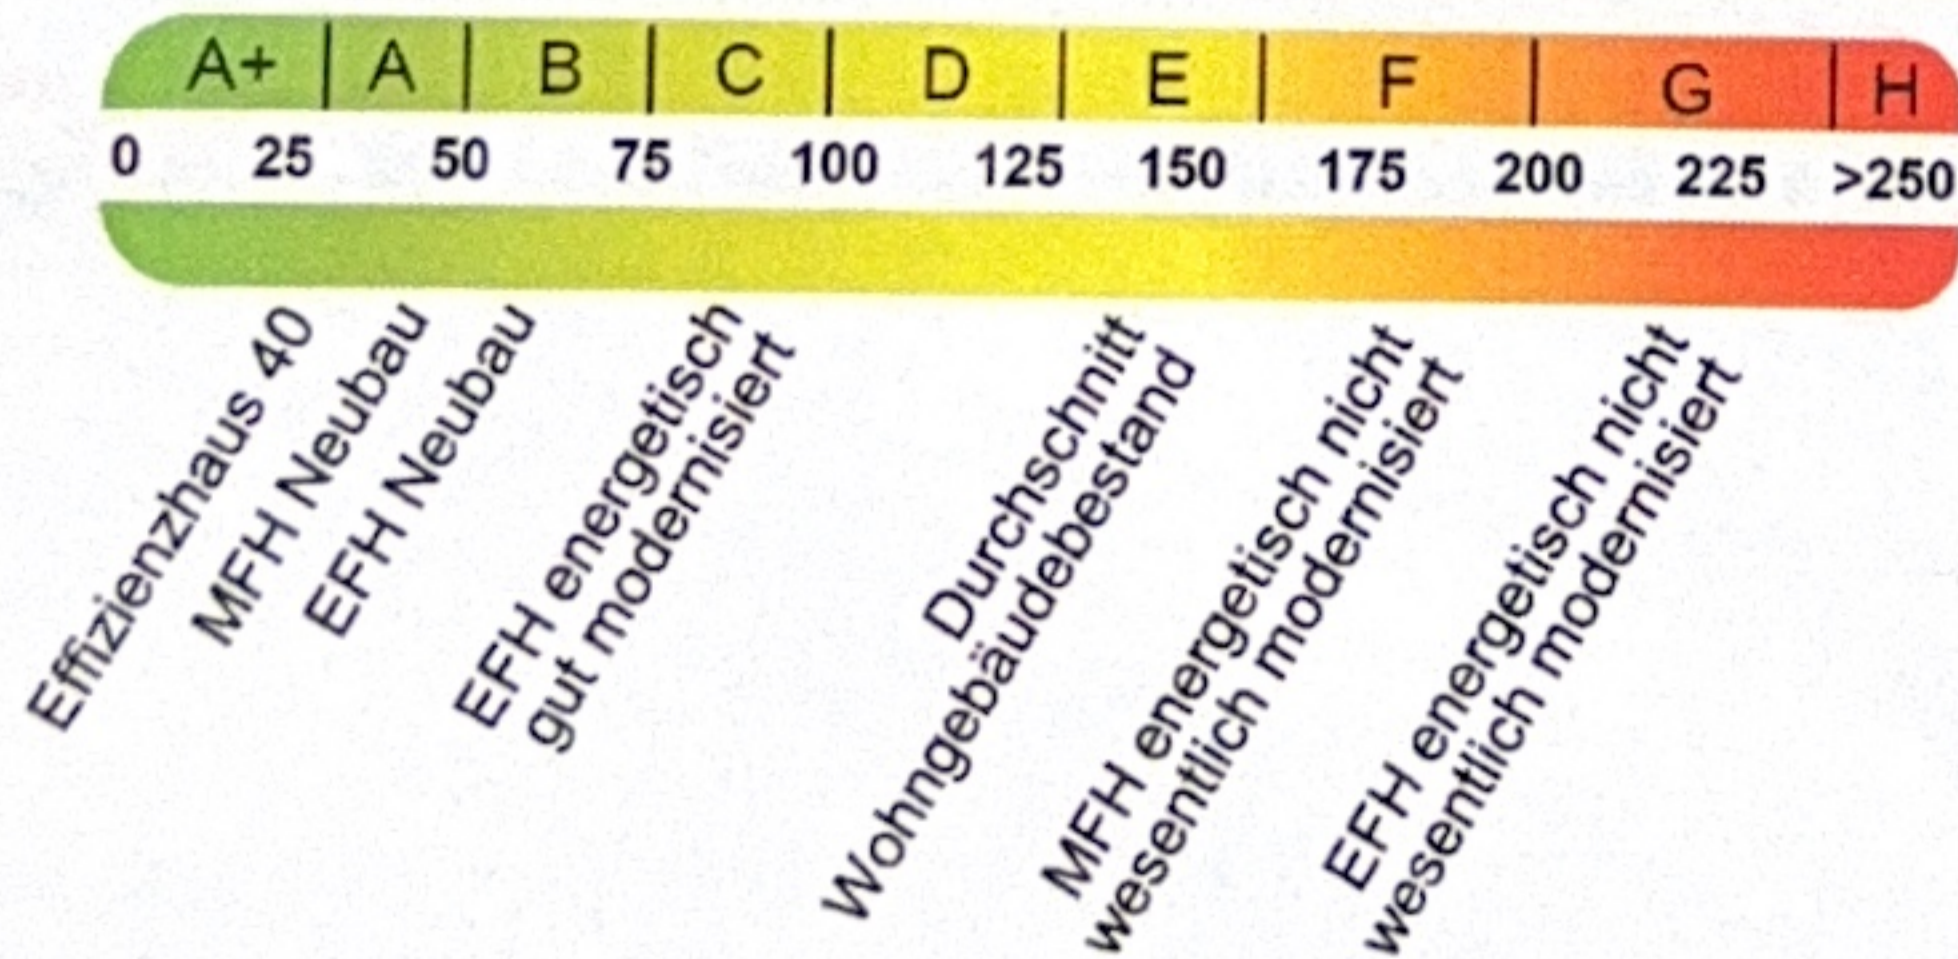 A+ A B C D E F G H
0 25 50 75 100 125 150 175 200 225 >250
Effizienzhaus 40
MFH Neubau
EFH Neubau
EFH energetisch
gut modernisiert
Durchschnitt
Wohngebäudebestand
MFH energetisch nicht
wesentlich modernisiert
EFH energetisch nicht
wesentlich modernisiert